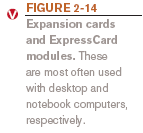 FIGURE 2-14
Expansion cards
and ExpressCard
modules. These
are most often used
with desktop and
notebook computers,
respectively.